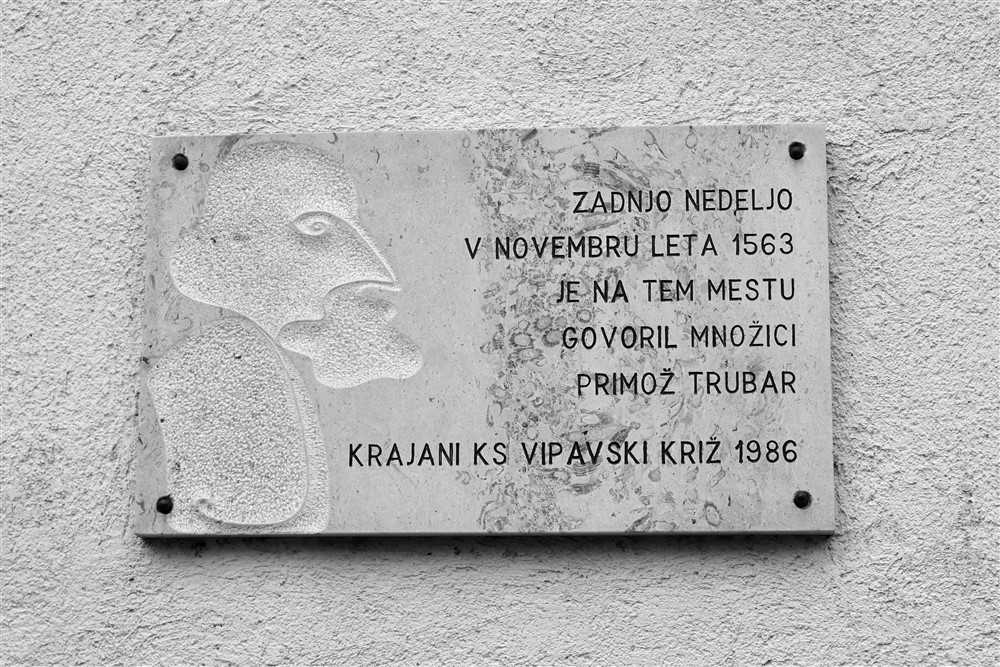 ZADNJO NEDELJO
V NOVEMBRU LETA 1563
JE NA TEM MESTU
GOVORIL MNOŽICI
PRIMOŽ TRUBAR
KRAJANI KS VIPAVSKI KRIŽ 1986